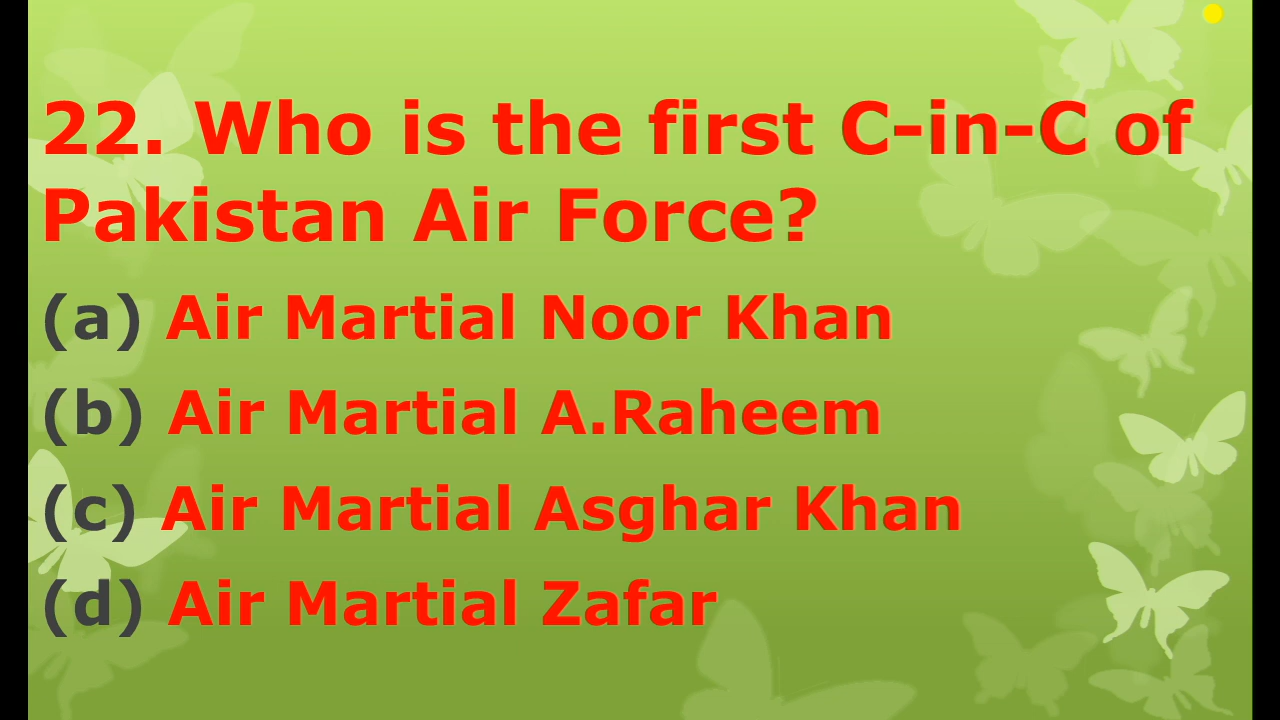 22. Who is the first C-in-C of
Pakistan Air Force?
(a) Air Martial Noor Khan
(b) Air Martial A.Raheem
(c) Air Martial Asghar Khan
(d) Air Martial Zafar